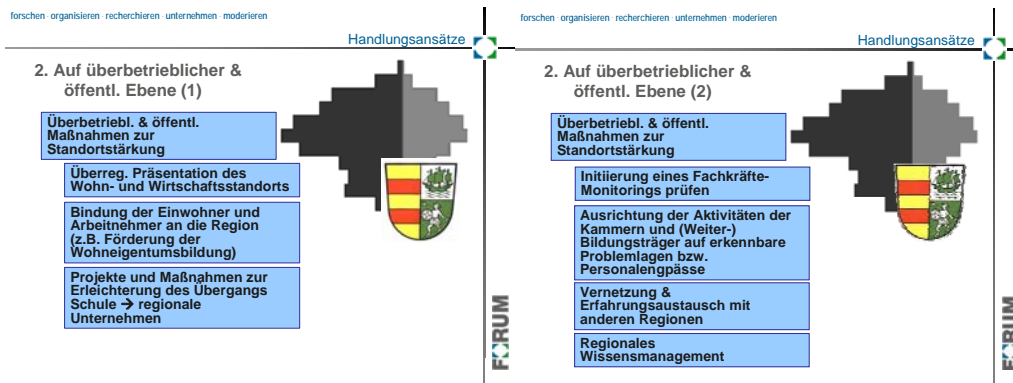 forschen · organisieren · recherchieren · unternehmen · moderieren
Handlungsansätze
2. Auf überbetrieblicher &
öffentl. Ebene (1)
Überbetriebl. & öffentl.
Maßnahmen zur
Standortstärkung
Überreg. Präsentation des
Wohn- und Wirtschaftsstandorts
Bindung der Einwohner und
Arbeitnehmer an die Region
(z.B. Förderung der
Wohneigentumsbildung)
Projekte und Maßnahmen zur
Erleichterung des Übergangs
Schule → regionale
Unternehmen
FORUM
forschen · organisieren · recherchieren · unternehmen · moderieren
Handlungsansätze
2. Auf überbetrieblicher &
öffentl. Ebene (2)
Überbetriebl. & öffentl.
Maßnahmen zur
Standortstärkung
Initiierung eines Fachkräfte-
Monitorings prüfen
Ausrichtung der Aktivitäten der
Kammern und (Weiter-)
Bildungsträger auf erkennbare
Problemlagen bzw.
Personalengpässe
Vernetzung &
Erfahrungsaustausch mit
anderen Regionen
Regionales
Wissensmanagement
FORUM